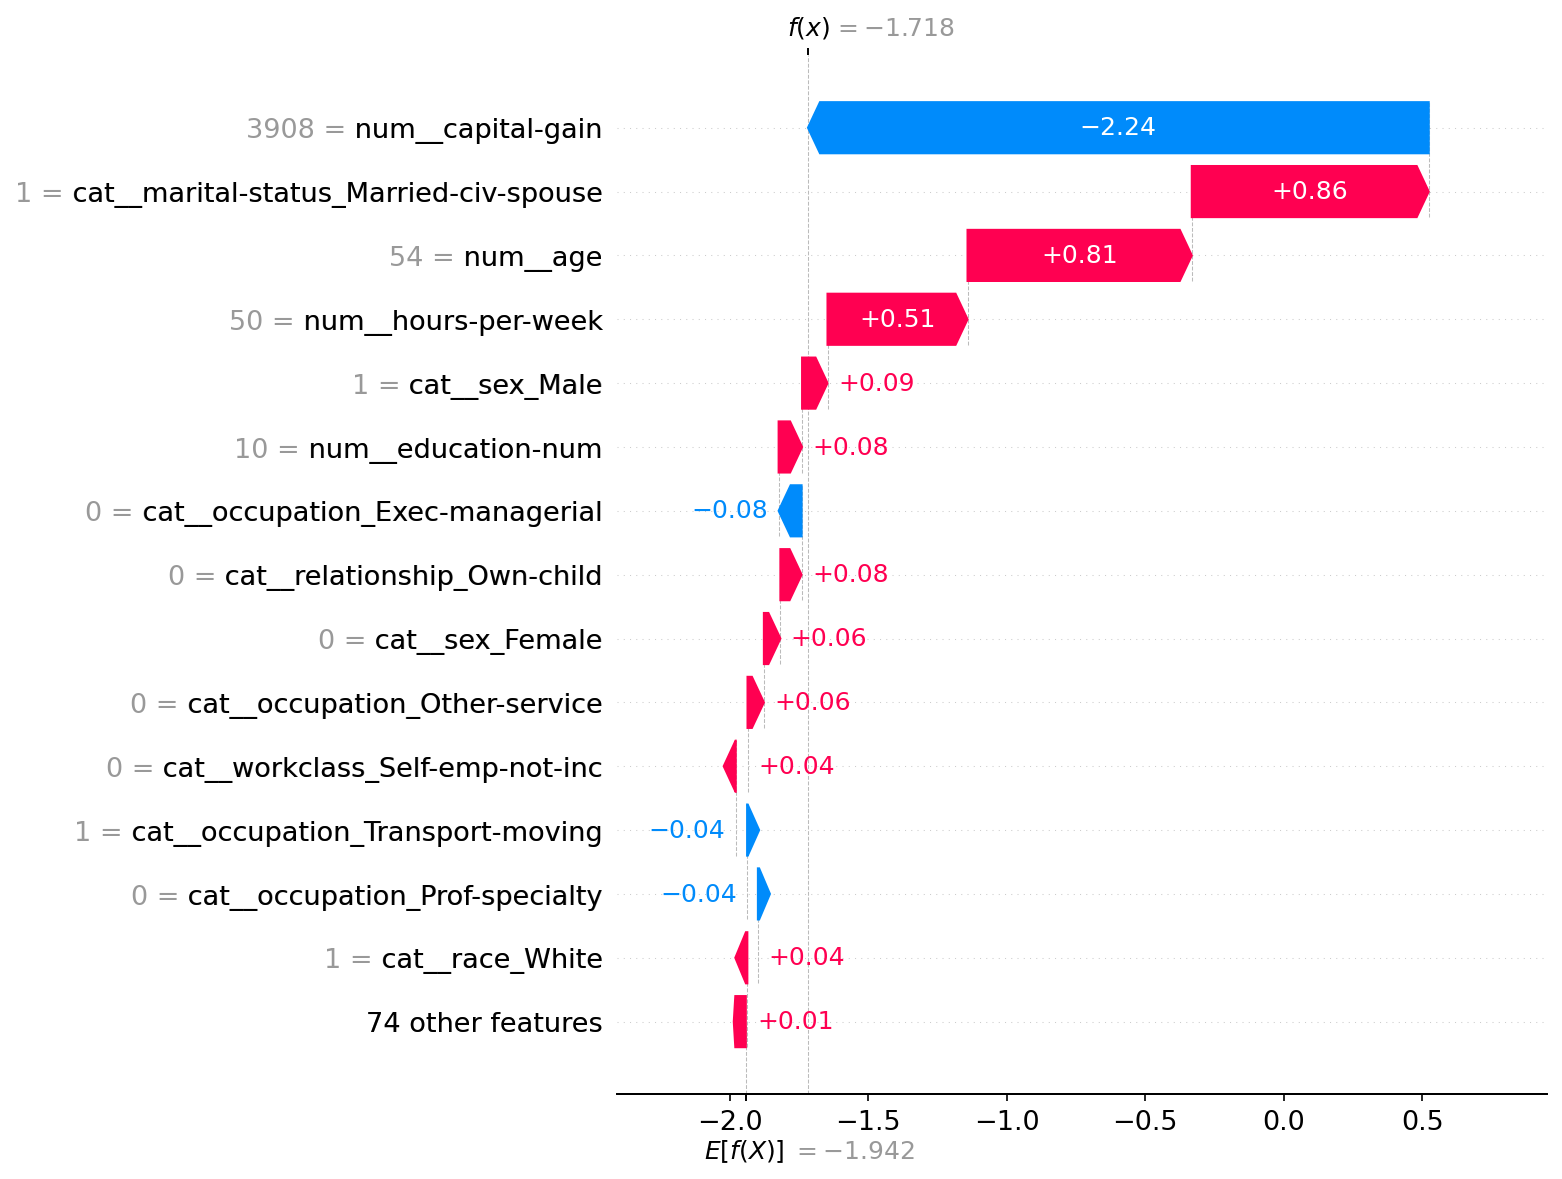 f(x) = −1.718
3908 = num__capital-gain −2.24
1 = cat__marital-status_Married-civ-spouse +0.86
54 = num__age +0.81
50 = num__hours-per-week +0.51
1 = cat__sex_Male +0.09
10 = num__education-num +0.08
0 = cat__occupation_Exec-managerial −0.08
0 = cat__relationship_Own-child +0.08
0 = cat__sex_Female +0.06
0 = cat__occupation_Other-service +0.06
0 = cat__workclass_Self-emp-not-inc +0.04
1 = cat__occupation_Transport-moving −0.04
0 = cat__occupation_Prof-specialty −0.04
1 = cat__race_White +0.04
74 other features +0.01
−2.0 −1.5 −1.0 −0.5 0.0 0.5
E[f(X)] = −1.942